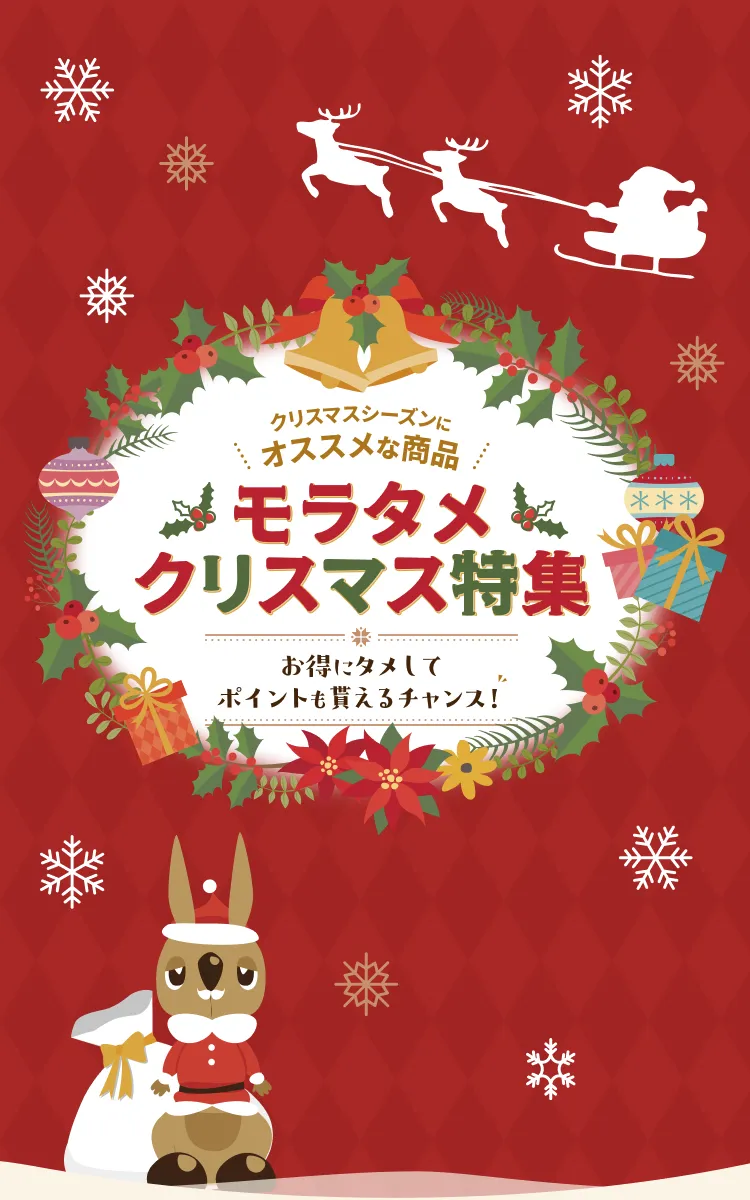 クリスマスシーズンに
オススメな商品
モラタメ
クリスマス特集
お得にタメして
ポイントも貰えるチャンス!